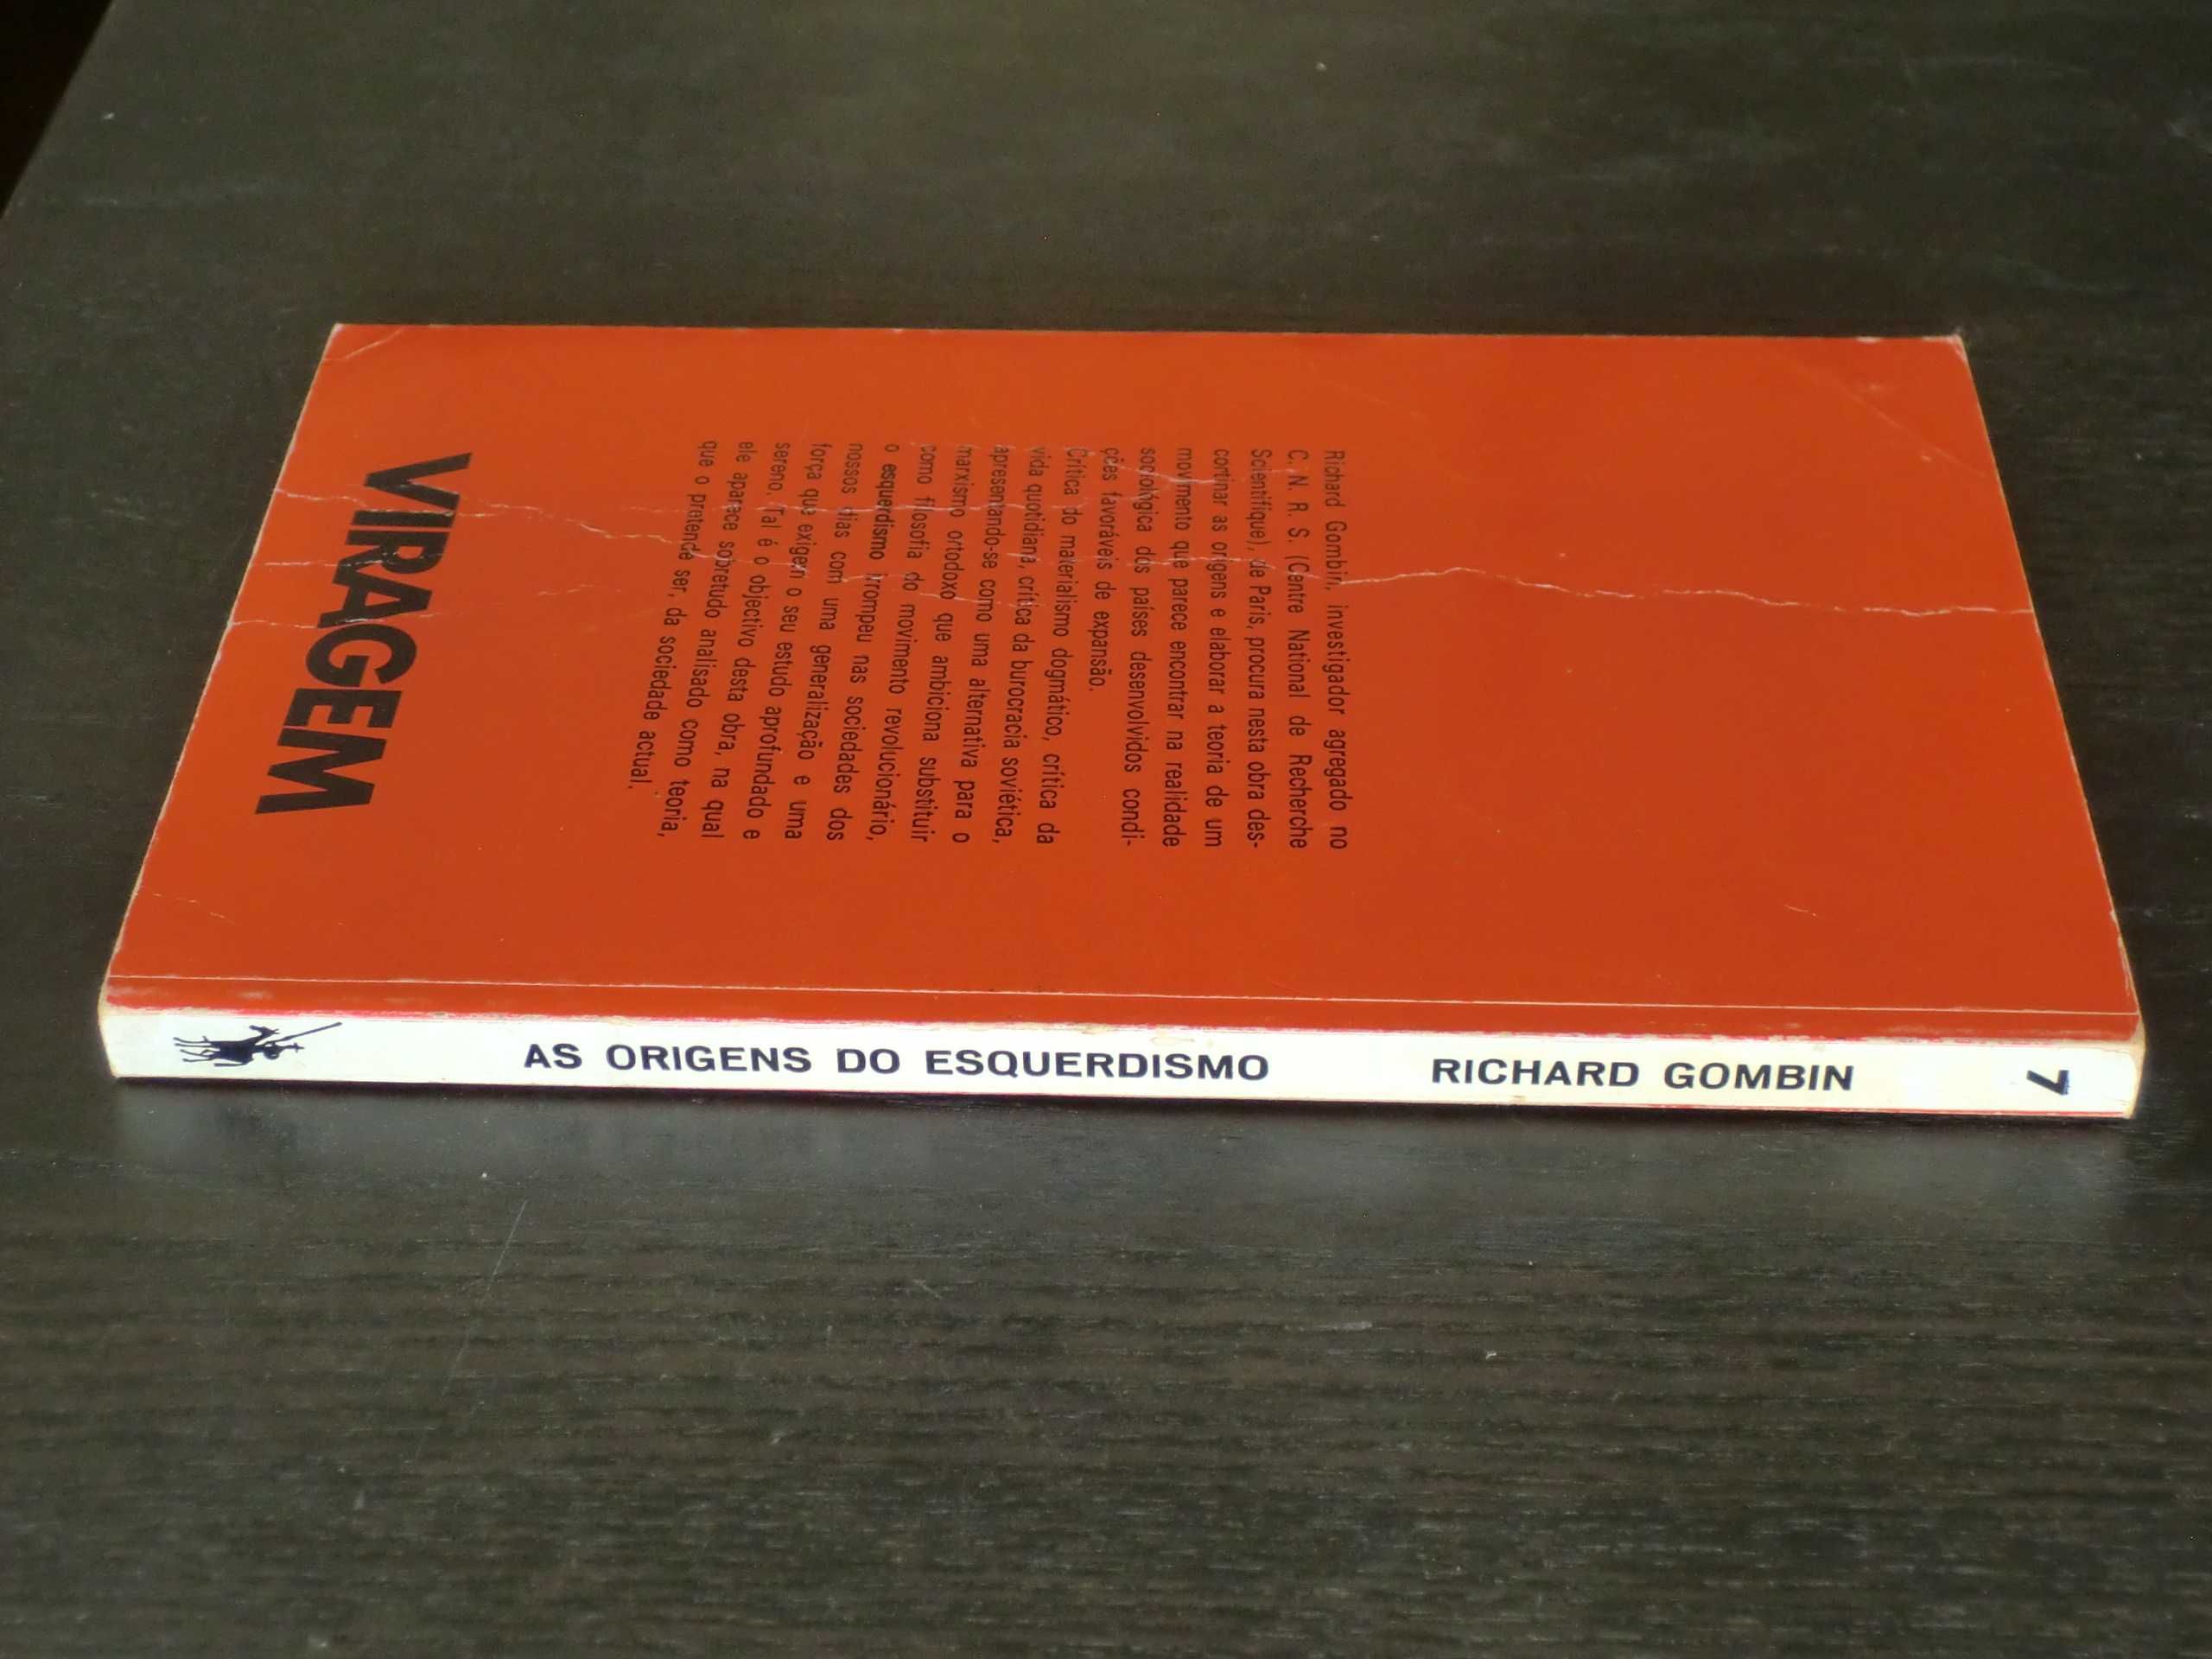 Richard Gombin, investigador agregado no
C. N. R. S. (Centre National de Recherche
Scientifique), de Paris, procura nesta obra des-
cortinar as origens e elaborar a teoria de um
movimento que parece encontrar na realidade
sociológica dos países desenvolvidos condi-
ções favoráveis de expansão.
Crítica do materialismo dogmático, crítica da
vida quotidiana, crítica da burocracia soviética,
apresentando-se como uma alternativa para o
marxismo ortodoxo que ambiciona substituir
como filosofia do movimento revolucionário,
o esquerdismo irrompeu nas sociedades dos
nossos dias com uma generalização e uma
força que exigem o seu estudo aprofundado e
sereno. Tal é o objectivo desta obra, na qual
ele aparece sobretudo analisado como teoria,
que o pretende ser, da sociedade actual.
VIRAGEM
AS ORIGENS DO ESQUERDISMO RICHARD GOMBIN 7